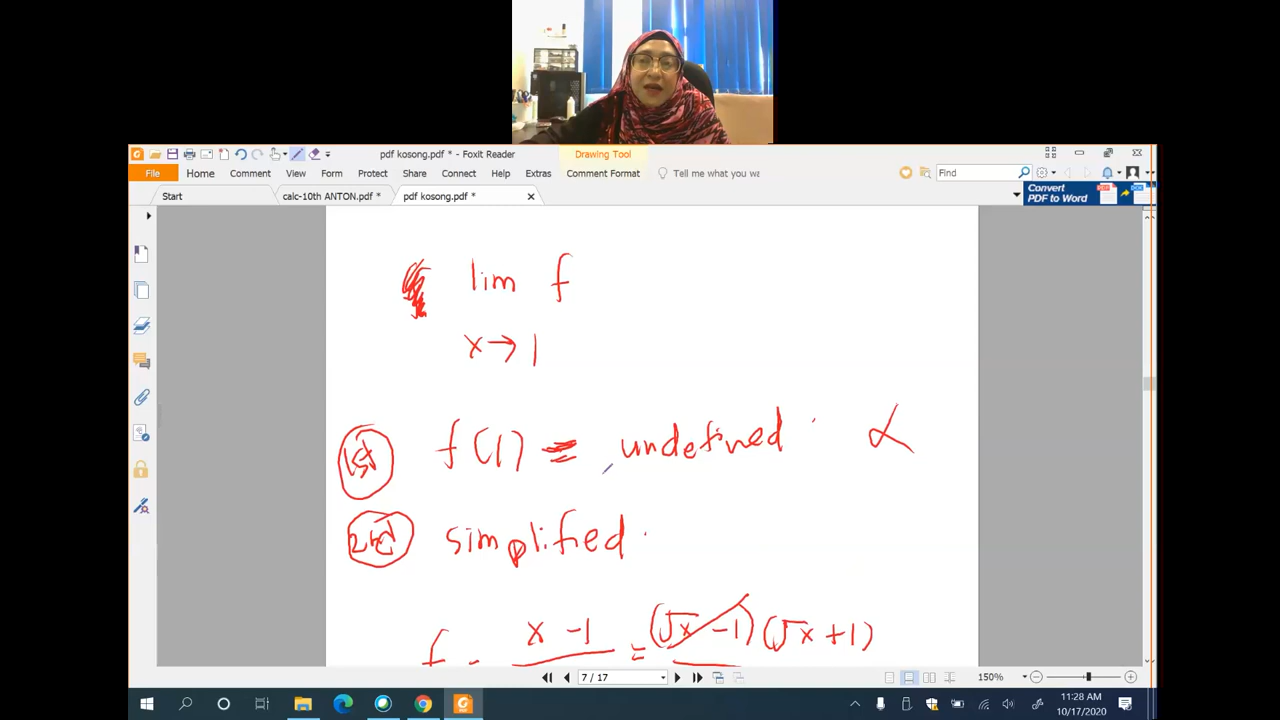 pdf kosong.pdf * - Foxit Reader
Drawing Tool
File Home Comment View Form Protect Share Connect Help Extras Comment Format Tell me what you wa Find
Start calc-10th ANTON.pdf * pdf kosong.pdf *
Convert
PDF to Word
lim f
x → 1
1st f(1) = undefined
2nd simplified.
x - 1 = (√x - 1) (√x + 1)
7 / 17
150%
11:28 AM
10/17/2020